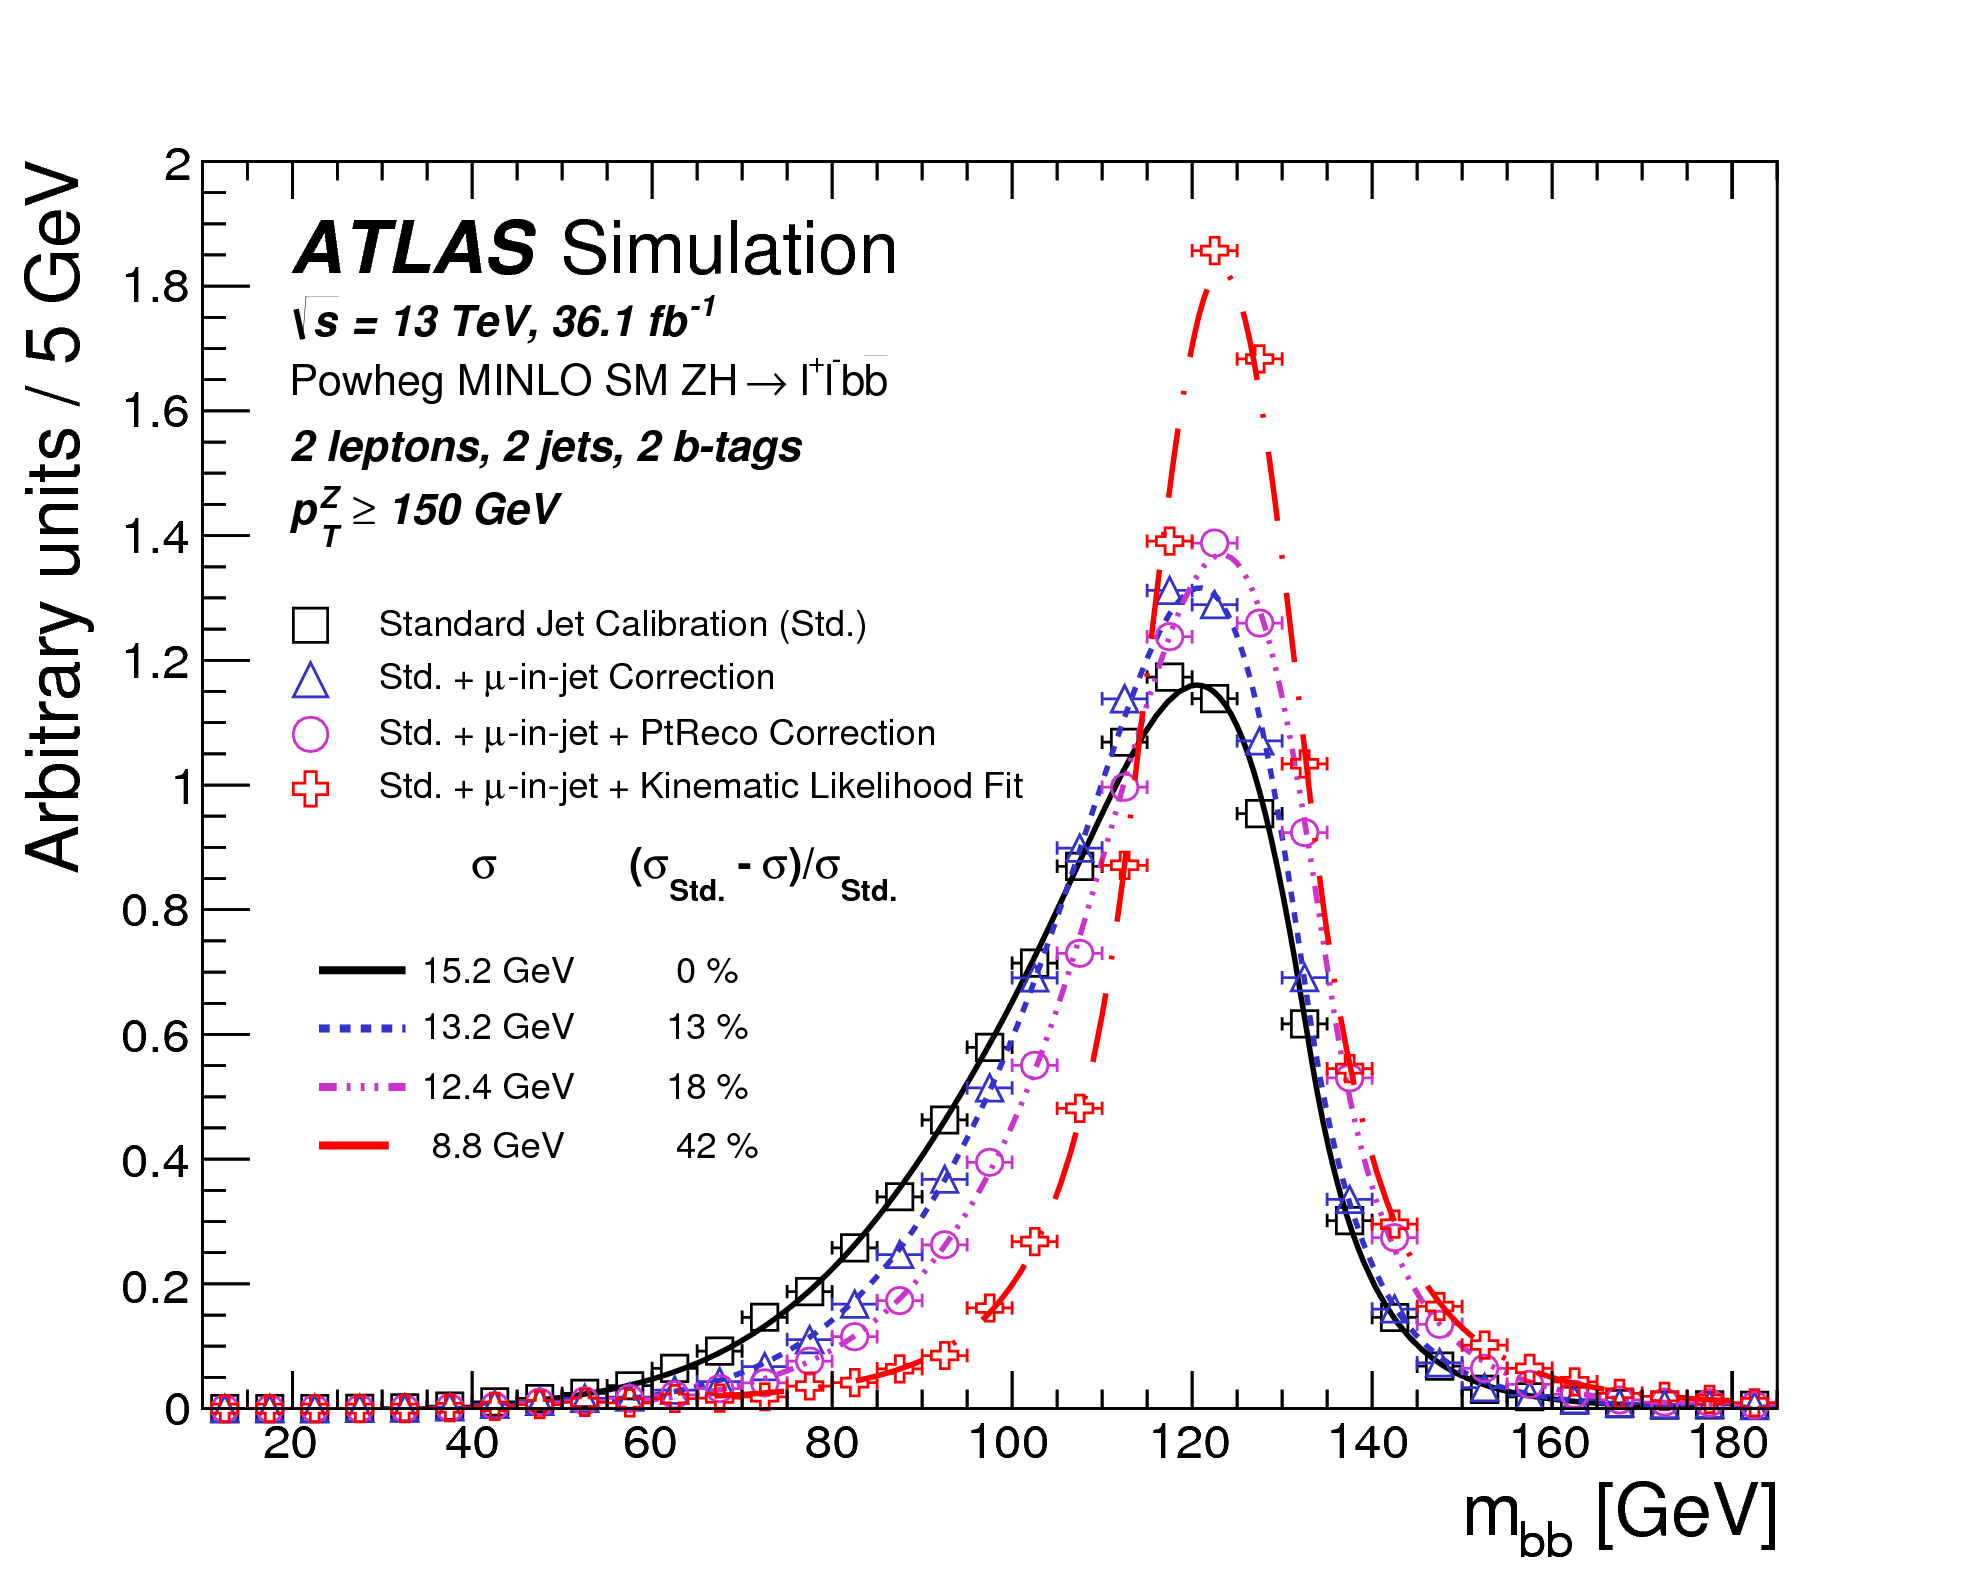 Arbitrary units / 5 GeV
2
1.8
1.6
1.4
1.2
1
0.8
0.6
0.4
0.2
0
ATLAS Simulation
√s = 13 TeV, 36.1 fb⁻¹
Powheg MINLO SM ZH → l⁺l⁻bb̅
2 leptons, 2 jets, 2 b-tags
p_T^Z ≥ 150 GeV
Standard Jet Calibration (Std.)
Std. + μ-in-jet Correction
Std. + μ-in-jet + PtReco Correction
Std. + μ-in-jet + Kinematic Likelihood Fit
σ (σ_Std. - σ)/σ_Std.
15.2 GeV 0 %
13.2 GeV 13 %
12.4 GeV 18 %
8.8 GeV 42 %
20 40 60 80 100 120 140 160 180
m_bb [GeV]